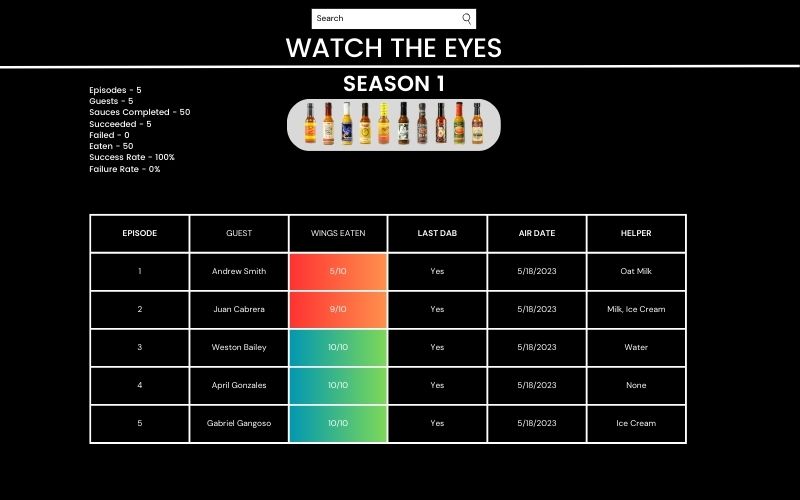 Search
WATCH THE EYES
SEASON 1
Episodes - 5
Guests - 5
Sauces Completed - 50
Succeeded - 5
Failed - 0
Eaten - 50
Success Rate - 100%
Failure Rate - 0%
EPISODE GUEST WINGS EATEN LAST DAB AIR DATE HELPER
1 Andrew Smith 5/10 Yes 5/18/2023 Oat Milk
2 Juan Cabrera 9/10 Yes 5/18/2023 Milk, Ice Cream
3 Weston Bailey 10/10 Yes 5/18/2023 Water
4 April Gonzales 10/10 Yes 5/18/2023 None
5 Gabriel Gangoso 10/10 Yes 5/18/2023 Ice Cream